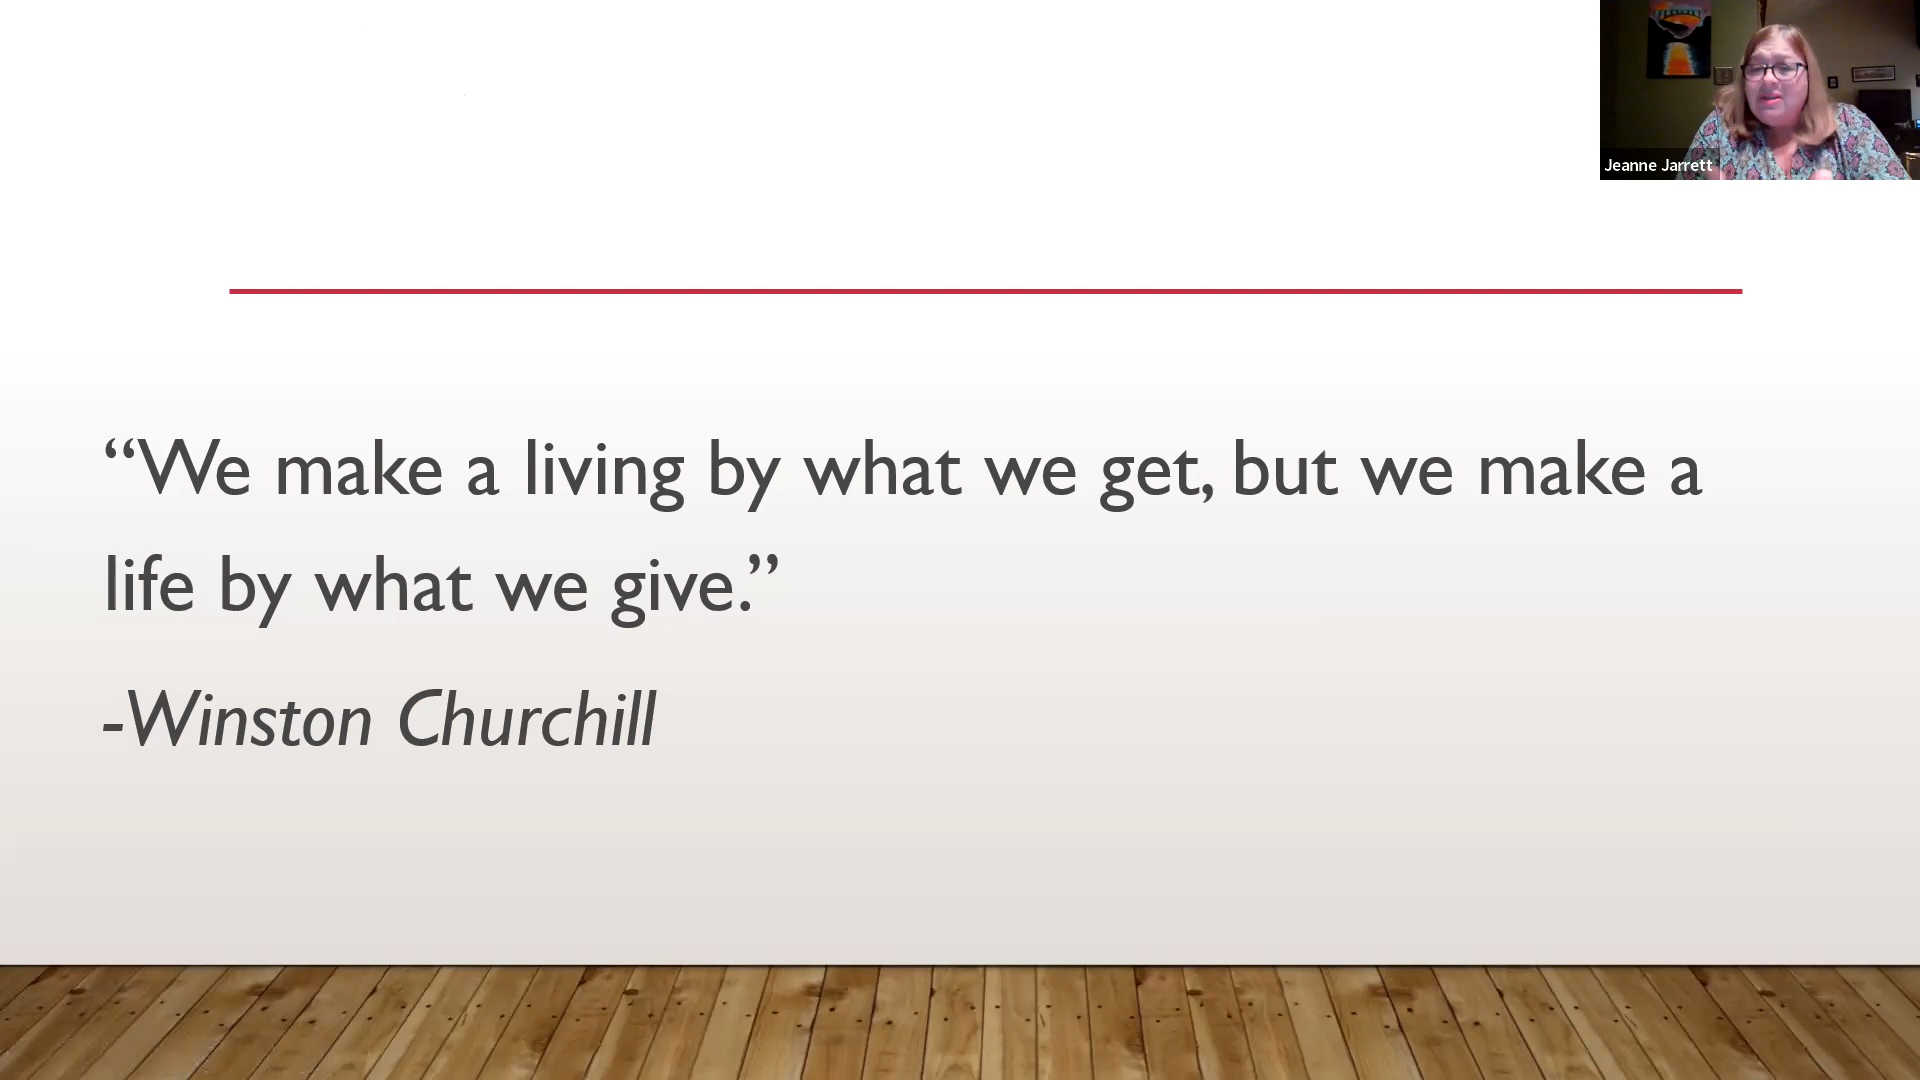 Jeanne Jarrett
“We make a living by what we get, but we make a
life by what we give.”
-Winston Churchill